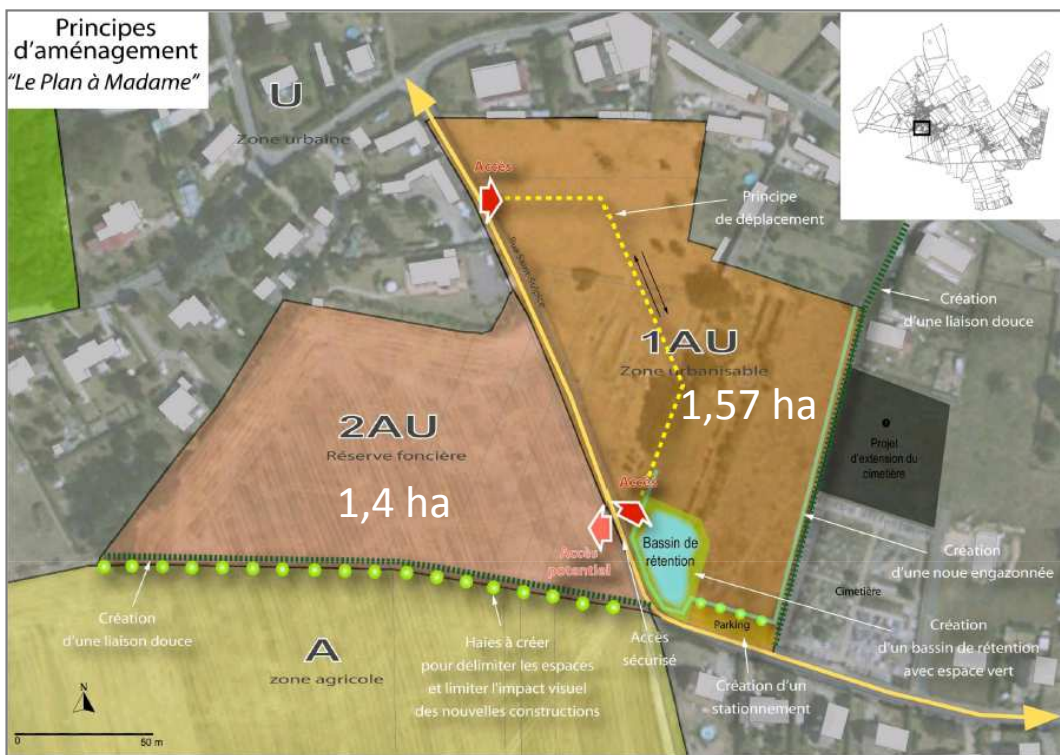 Principes
d'aménagement
"Le Plan à Madame"
U
Zone urbaine
Accès
Principe
de déplacement
Création
d'une liaison douce
1AU
Zone urbanisable
1,57 ha
2AU
Réserve foncière
1,4 ha
Projet
d'extension du
cimetière
Accès
Accès
potentiel
Bassin de
rétention
Création
d'une noue engazonnée
Cimetière
Parking
Création
d'une liaison douce
Haies à créer
pour délimiter les espaces
et limiter l'impact visuel
des nouvelles constructions
Accès
sécurisé
Création d'un
stationnement
Création
d'un bassin de rétention
avec espace vert
A
zone agricole
N
0
50 m